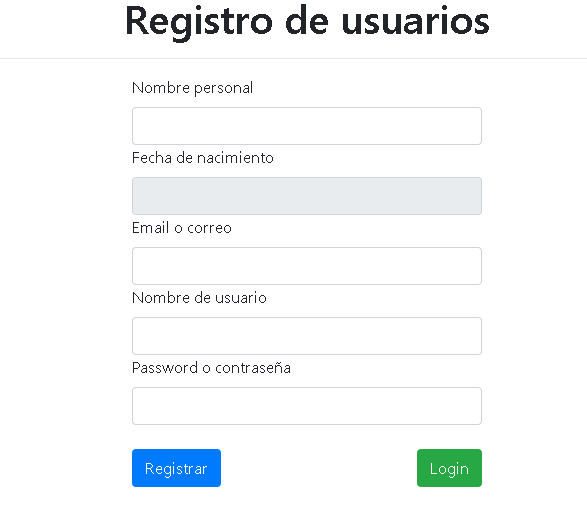 Registro de usuarios
Nombre personal
Fecha de nacimiento
Email o correo
Nombre de usuario
Password o contraseña
Registrar Login